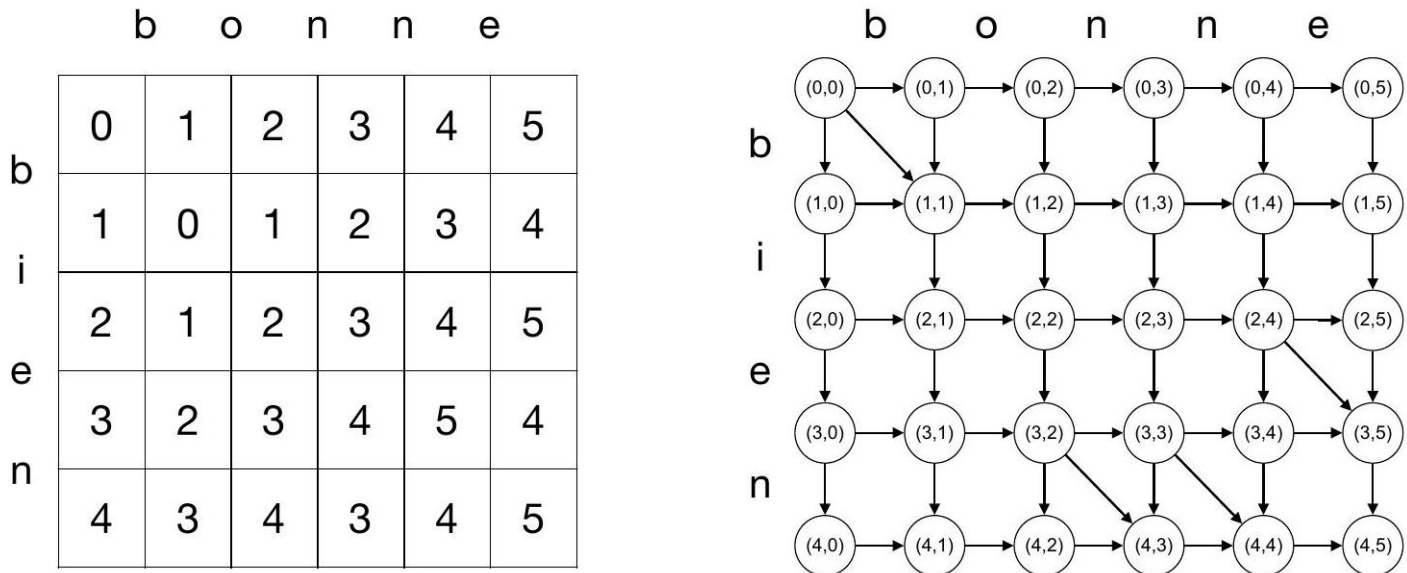 b o n n e
0 1 2 3 4 5
b
1 0 1 2 3 4
i
2 1 2 3 4 5
e
3 2 3 4 5 4
n
4 3 4 3 4 5
b o n n e
(0,0) (0,1) (0,2) (0,3) (0,4) (0,5)
b
(1,0) (1,1) (1,2) (1,3) (1,4) (1,5)
i
(2,0) (2,1) (2,2) (2,3) (2,4) (2,5)
e
(3,0) (3,1) (3,2) (3,3) (3,4) (3,5)
n
(4,0) (4,1) (4,2) (4,3) (4,4) (4,5)